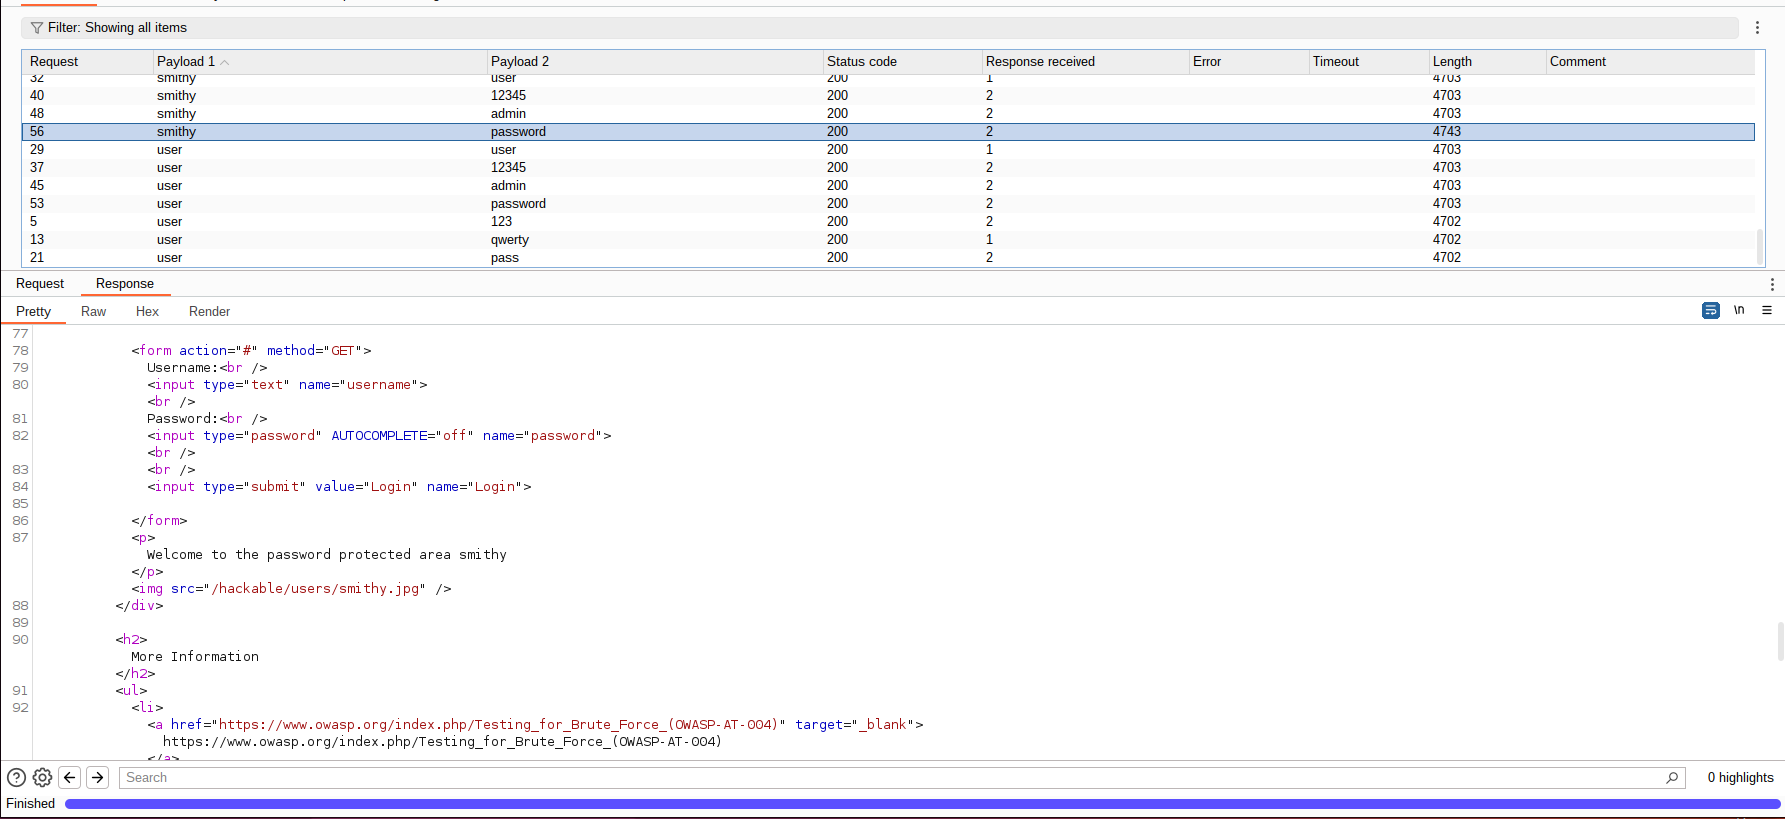 Filter: Showing all items
Request Payload 1 Payload 2 Status code Response received Error Timeout Length Comment
32 smithy user 200 1 4703
40 smithy 12345 200 2 4703
48 smithy admin 200 2 4703
56 smithy password 200 2 4743
29 user user 200 1 4703
37 user 12345 200 2 4703
45 user admin 200 2 4703
53 user password 200 2 4703
5 user 123 200 2 4702
13 user qwerty 200 1 4702
21 user pass 200 2 4702
Request Response
Pretty Raw Hex Render \n
77
78 <form action="#" method="GET">
79 Username:<br />
80 <input type="text" name="username">
<br />
81 Password:<br />
82 <input type="password" AUTOCOMPLETE="off" name="password">
<br />
83 <br />
84 <input type="submit" value="Login" name="Login">
85
86 </form>
87 <p>
Welcome to the password protected area smithy
</p>
<img src="/hackable/users/smithy.jpg" />
88 </div>
89
90 <h2>
More Information
</h2>
91 <ul>
92 <li>
<a href="https://www.owasp.org/index.php/Testing_for_Brute_Force_(OWASP-AT-004)" target="_blank">
https://www.owasp.org/index.php/Testing_for_Brute_Force_(OWASP-AT-004)
</a>
Search 0 highlights
Finished